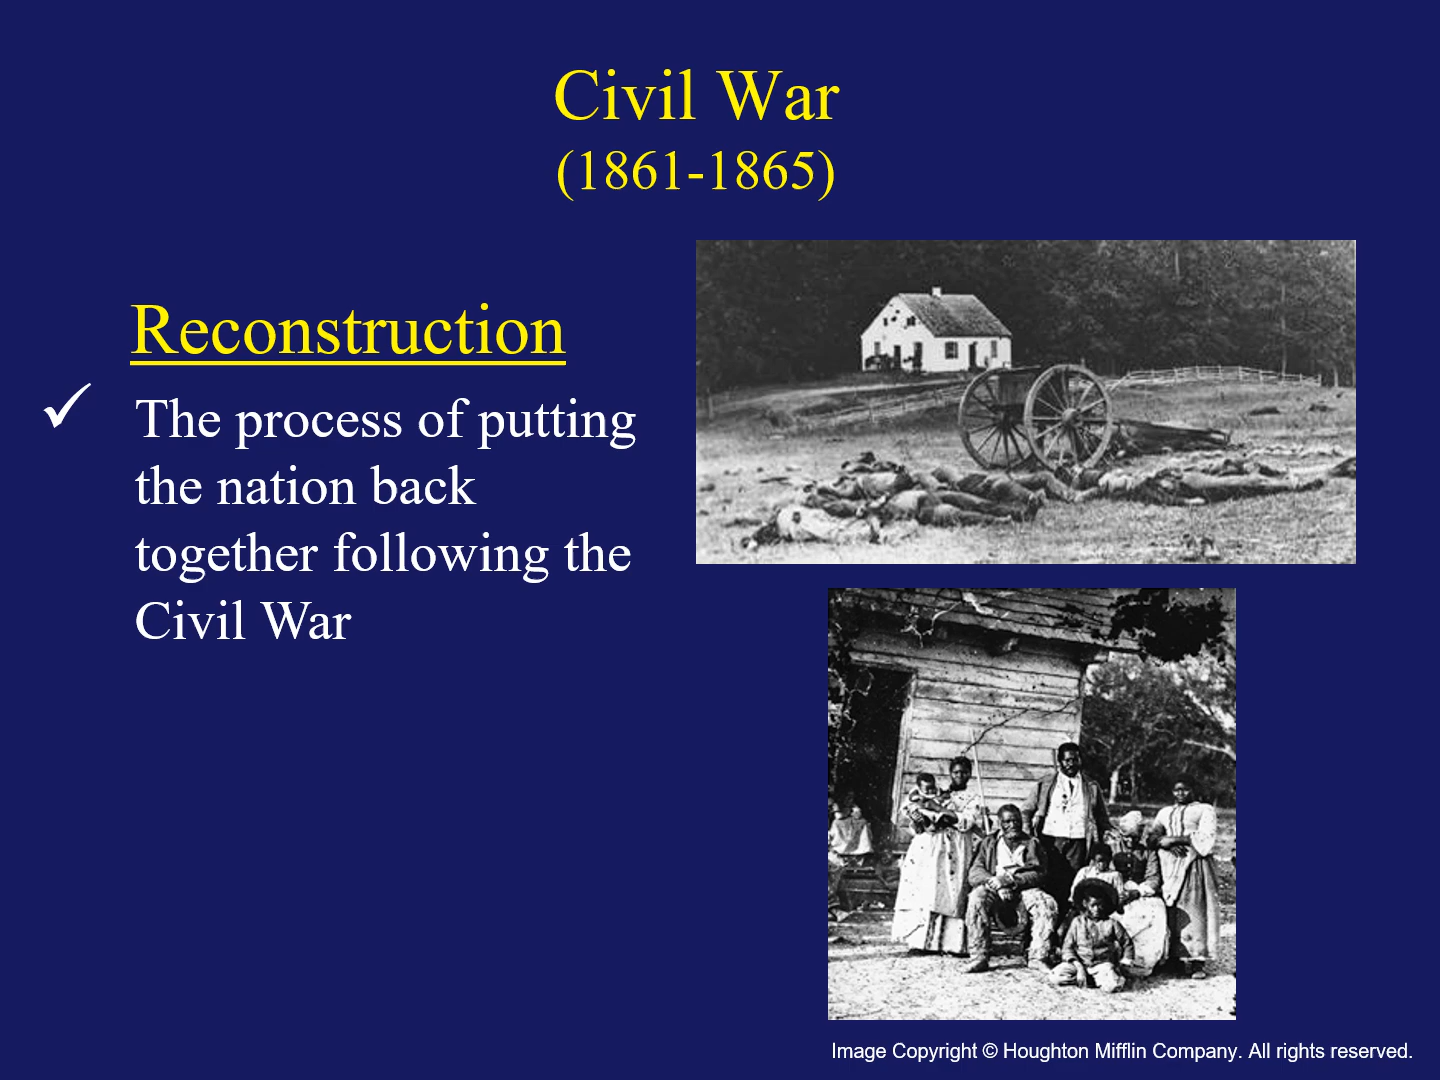 Civil War
(1861-1865)
Reconstruction
✓ The process of putting
the nation back
together following the
Civil War
Image Copyright © Houghton Mifflin Company. All rights reserved.